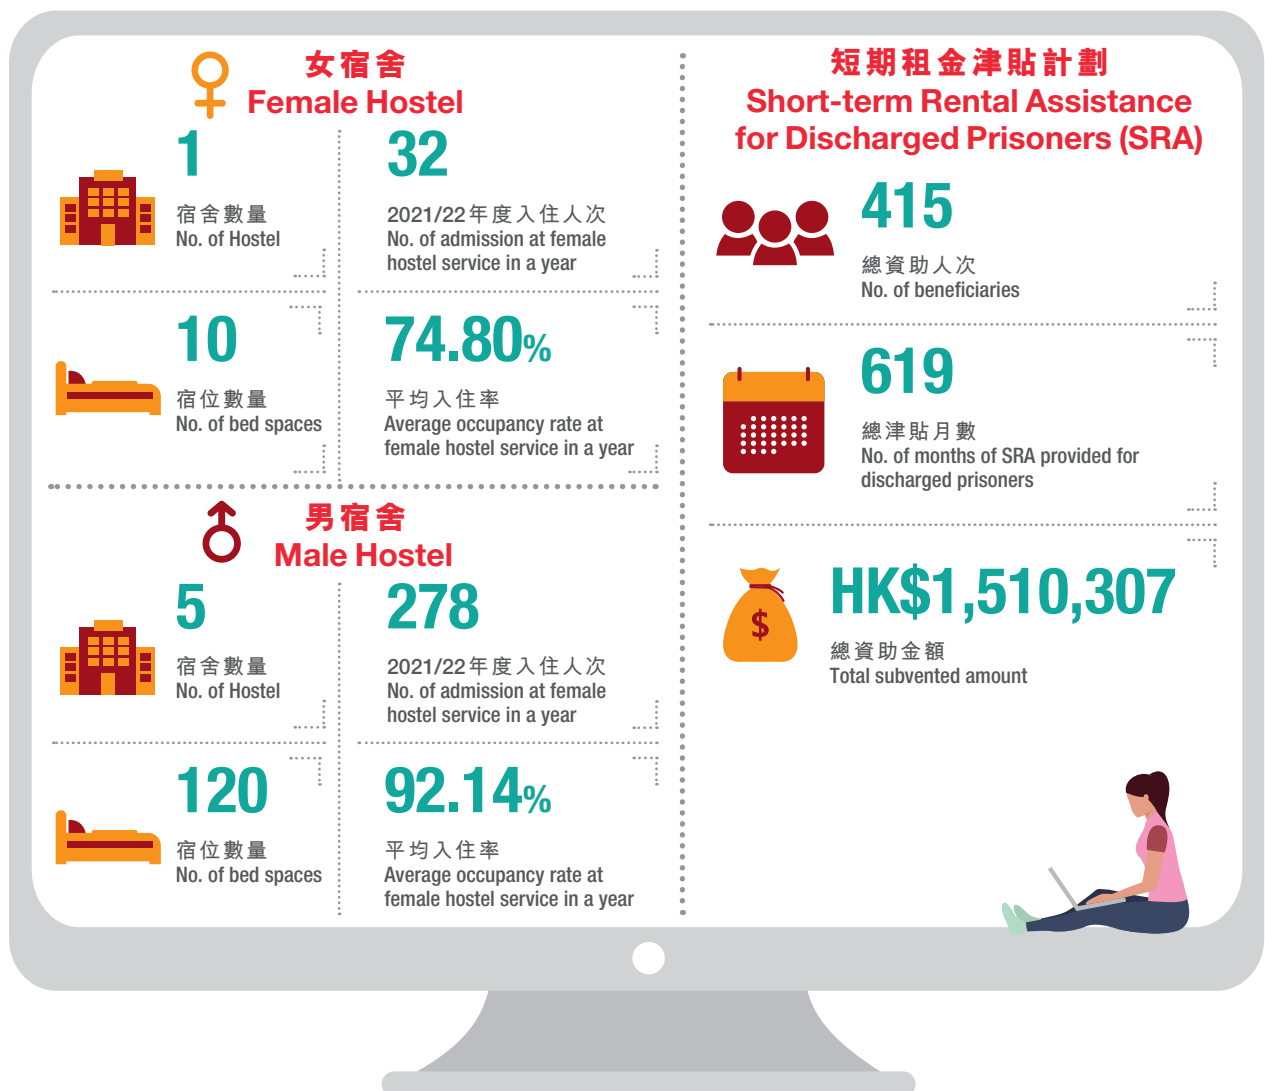 女宿舍
Female Hostel
1
宿舍數量
No. of Hostel
32
2021/22年度入住人次
No. of admission at female
hostel service in a year
10
宿位數量
No. of bed spaces
74.80%
平均入住率
Average occupancy rate at
female hostel service in a year
男宿舍
Male Hostel
5
宿舍數量
No. of Hostel
278
2021/22年度入住人次
No. of admission at female
hostel service in a year
120
宿位數量
No. of bed spaces
92.14%
平均入住率
Average occupancy rate at
female hostel service in a year
短期租金津貼計劃
Short-term Rental Assistance
for Discharged Prisoners (SRA)
415
總資助人次
No. of beneficiaries
619
總津貼月數
No. of months of SRA provided for
discharged prisoners
$
HK$1,510,307
總資助金額
Total subvented amount